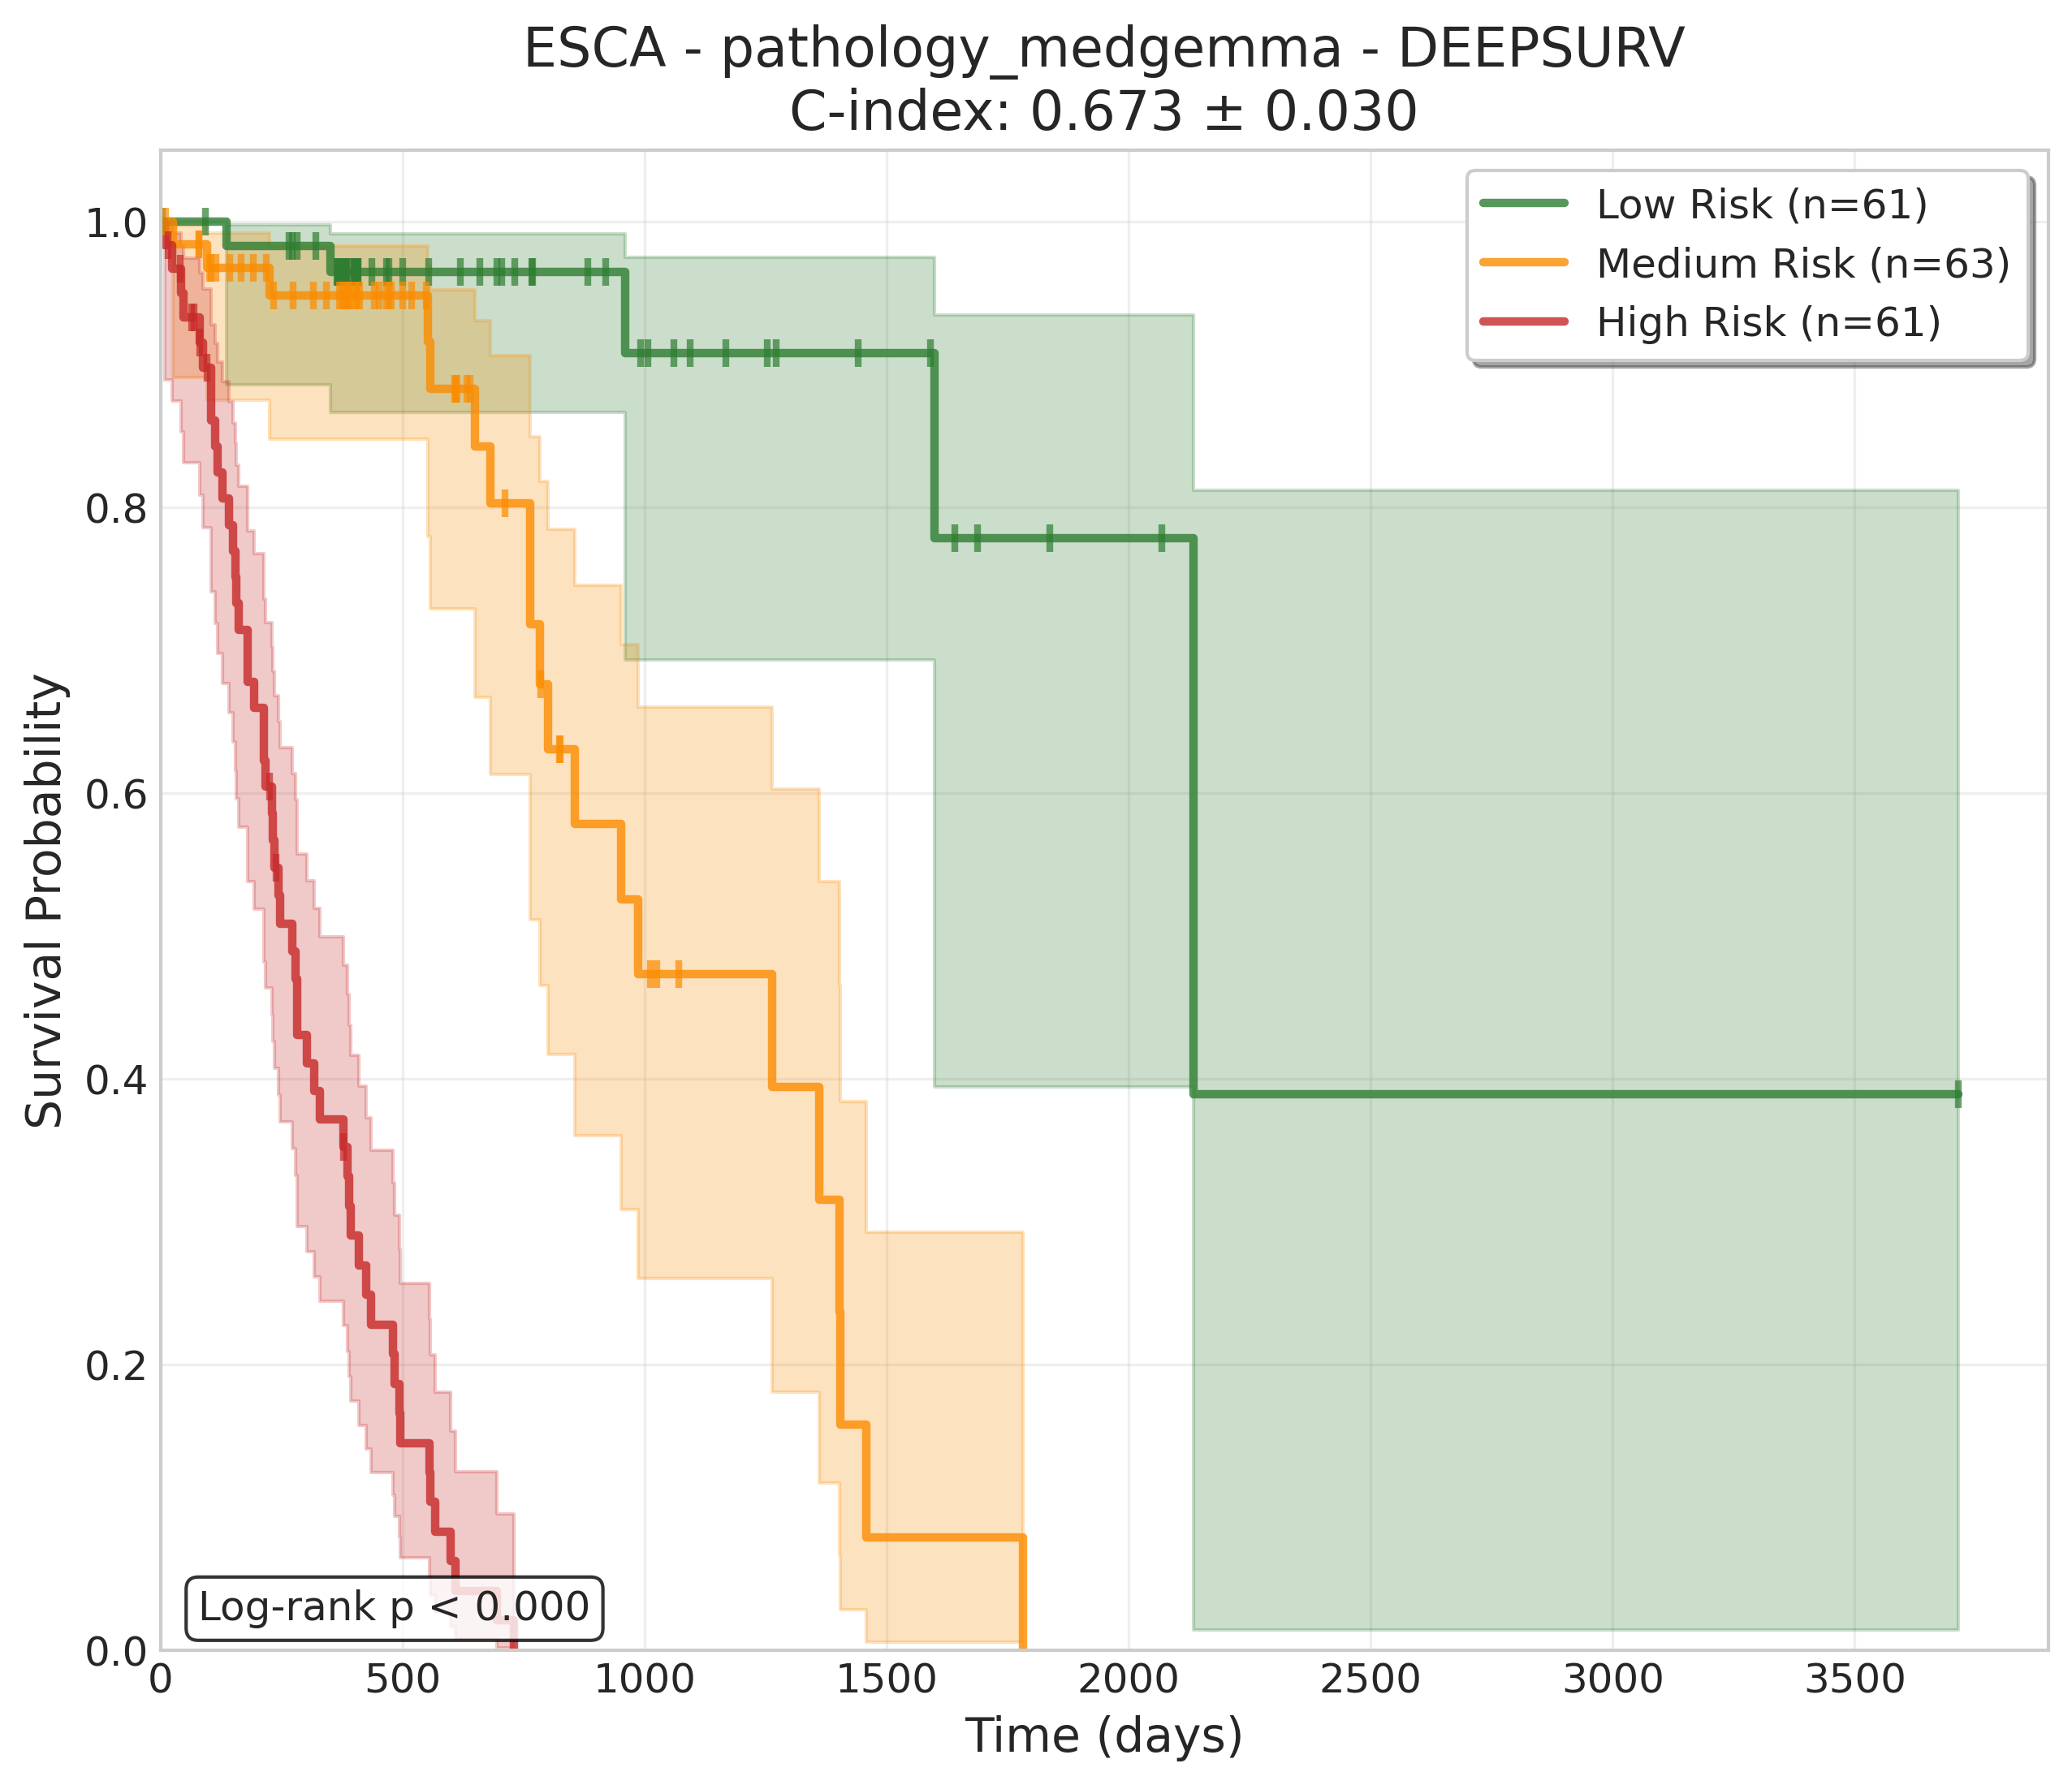 ESCA - pathology_medgemma - DEEPSURV
C-index: 0.673 ± 0.030
Low Risk (n=61)
Medium Risk (n=63)
High Risk (n=61)
Survival Probability
1.0
0.8
0.6
0.4
0.2
0.0
Log-rank p < 0.000
0 500 1000 1500 2000 2500 3000 3500
Time (days)